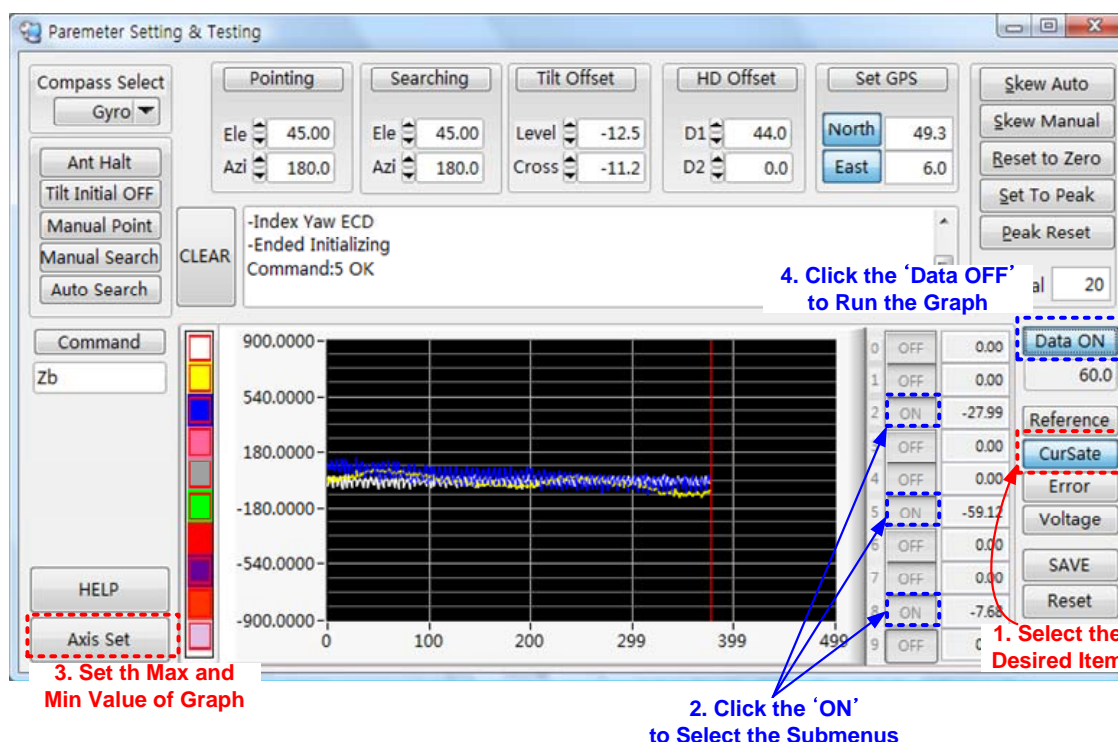 Paremeter Setting & Testing
Compass Select
Gyro
Ant Halt
Tilt Initial OFF
Manual Point
Manual Search
Auto Search
Pointing
Ele 45.00
Azi 180.0
Searching
Ele 45.00
Azi 180.0
Tilt Offset
Level -12.5
Cross -11.2
HD Offset
D1 44.0
D2 0.0
Set GPS
North 49.3
East 6.0
Skew Auto
Skew Manual
Reset to Zero
Set To Peak
Peak Reset
al 20
CLEAR
-Index Yaw ECD
-Ended Initializing
Command:5 OK
4. Click the ‘Data OFF’
to Run the Graph
Command
Zb
HELP
Axis Set
3. Set th Max and
Min Value of Graph
900.0000
540.0000
180.0000
-180.0000
-540.0000
-900.0000
0 100 200 299 399 499
0 OFF 0.00
1 OFF 0.00
2 ON -27.99
3 OFF 0.00
4 OFF 0.00
5 ON -59.12
6 OFF 0.00
7 OFF 0.00
8 ON -7.68
9 OFF
Data ON
60.0
Reference
CurSate
Error
Voltage
SAVE
Reset
1. Select the
Desired Item
2. Click the ‘ON’
to Select the Submenus